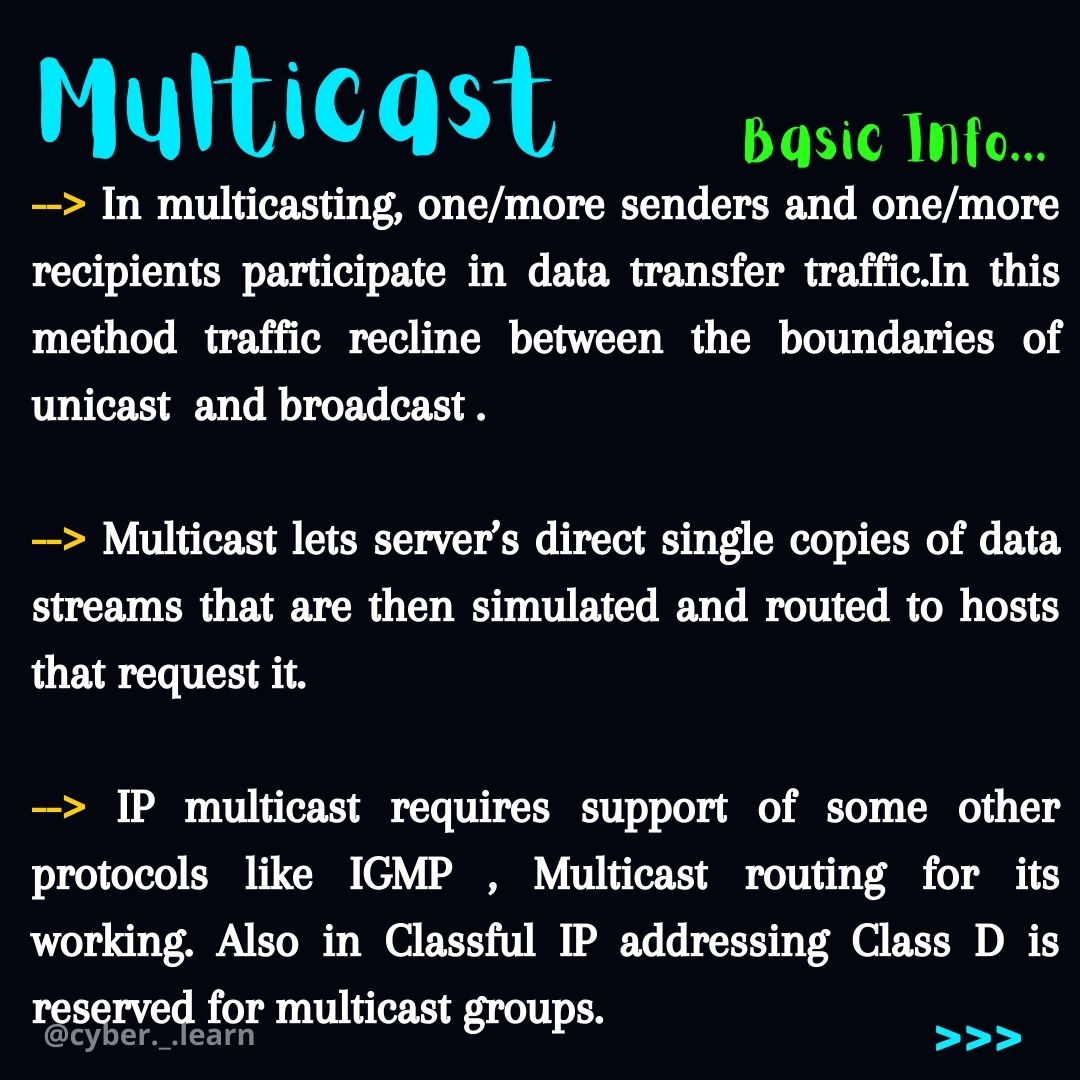 Multicast
Basic Info...
--> In multicasting, one/more senders and one/more
recipients participate in data transfer traffic.In this
method traffic recline between the boundaries of
unicast and broadcast .
--> Multicast lets server’s direct single copies of data
streams that are then simulated and routed to hosts
that request it.
--> IP multicast requires support of some other
protocols like IGMP , Multicast routing for its
working. Also in Classful IP addressing Class D is
reserved for multicast groups.
@cyber._.learn
>>>